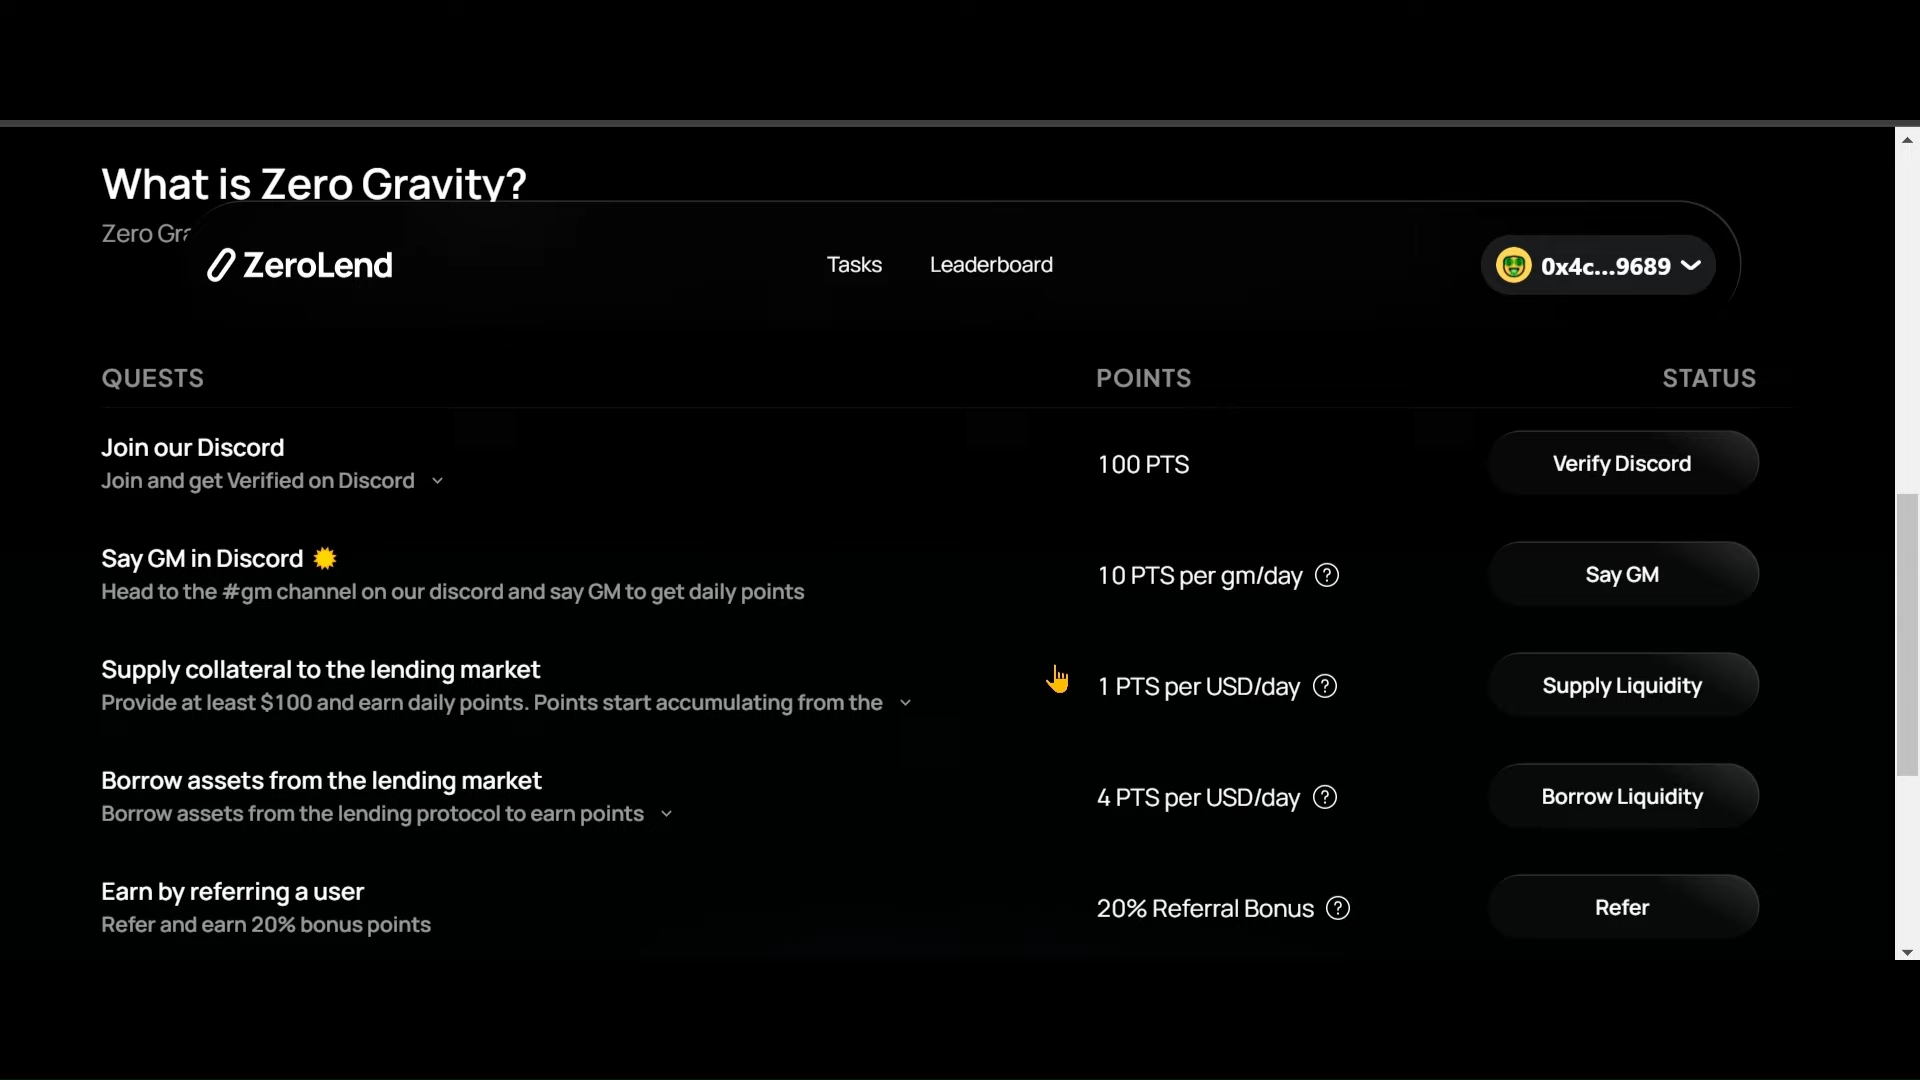 What is Zero Gravity?
Zero Gra
ZeroLend
Tasks
Leaderboard
0x4c...9689
QUESTS
POINTS
STATUS
Join our Discord
Join and get Verified on Discord
100 PTS
Verify Discord
Say GM in Discord
Head to the #gm channel on our discord and say GM to get daily points
10 PTS per gm/day
Say GM
Supply collateral to the lending market
Provide at least $100 and earn daily points. Points start accumulating from the
1 PTS per USD/day
Supply Liquidity
Borrow assets from the lending market
Borrow assets from the lending protocol to earn points
4 PTS per USD/day
Borrow Liquidity
Earn by referring a user
Refer and earn 20% bonus points
20% Referral Bonus
Refer